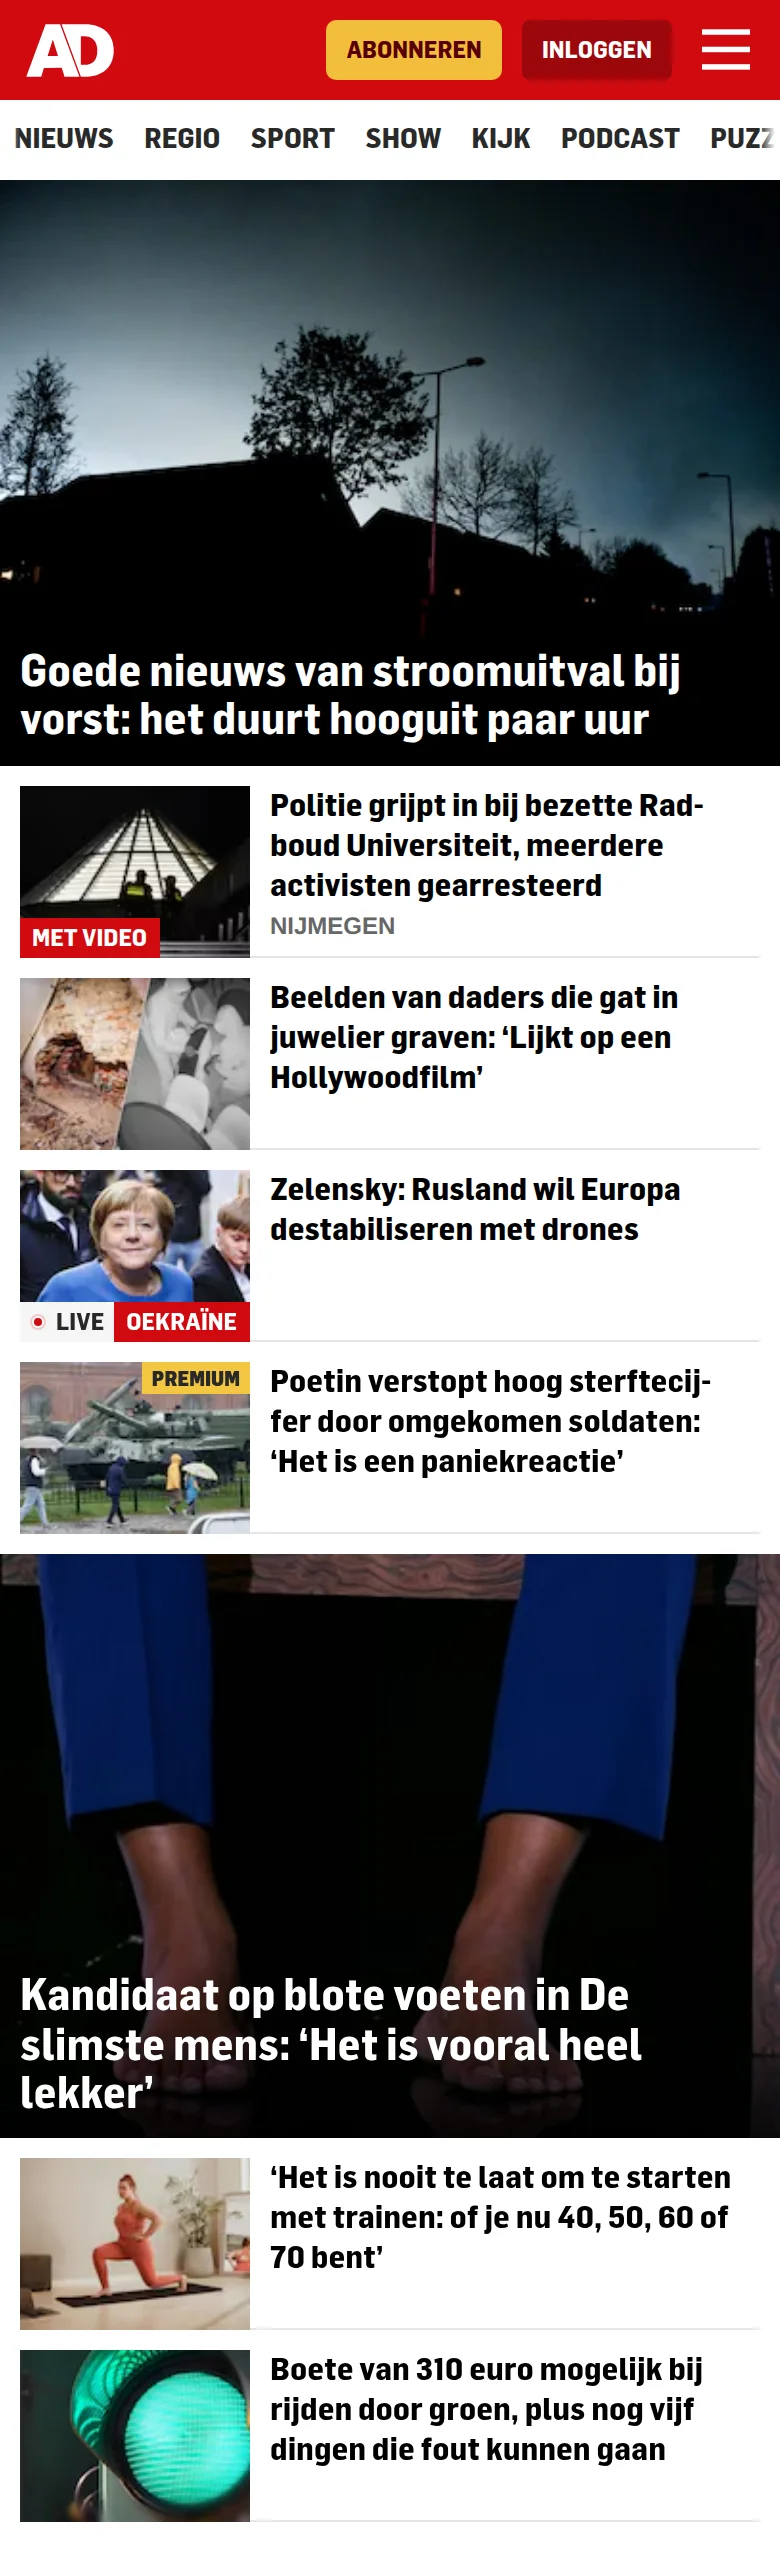 AD
ABONNEREN
INLOGGEN
NIEUWS REGIO SPORT SHOW KIJK PODCAST PUZZ
Goede nieuws van stroomuitval bij
vorst: het duurt hooguit paar uur
Politie grijpt in bij bezette Rad-
boud Universiteit, meerdere
activisten gearresteerd
NIJMEGEN
MET VIDEO
Beelden van daders die gat in
juwelier graven: ‘Lijkt op een
Hollywoodfilm’
Zelensky: Rusland wil Europa
destabiliseren met drones
LIVE OEKRAÏNE
PREMIUM
Poetin verstopt hoog sterftecij-
fer door omgekomen soldaten:
‘Het is een paniekreactie’
Kandidaat op blote voeten in De
slimste mens: ‘Het is vooral heel
lekker’
‘Het is nooit te laat om te starten
met trainen: of je nu 40, 50, 60 of
70 bent’
Boete van 310 euro mogelijk bij
rijden door groen, plus nog vijf
dingen die fout kunnen gaan